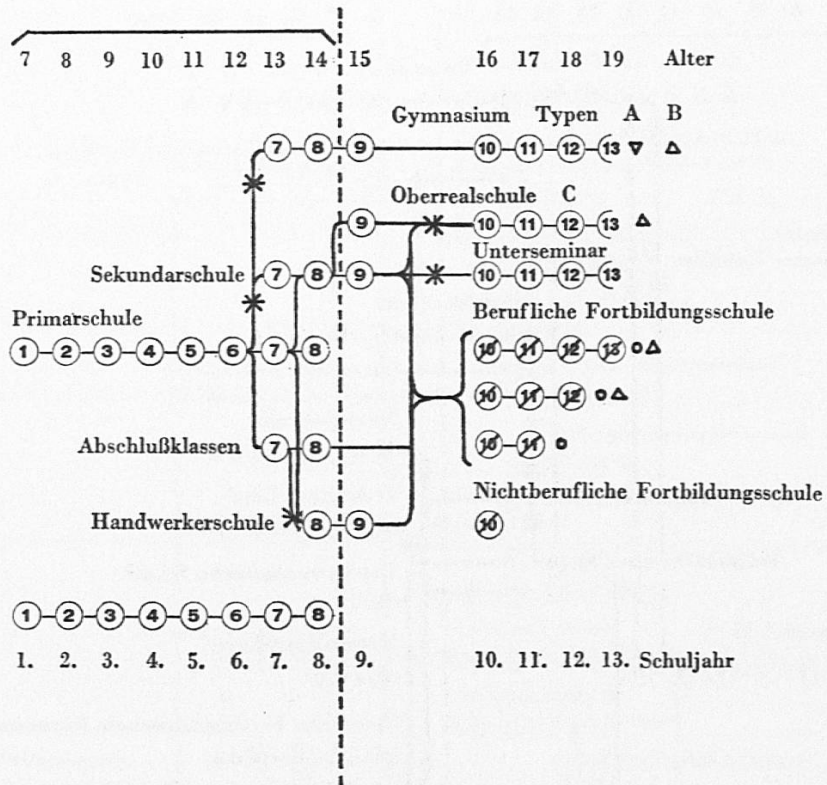 7 8 9 10 11 12 13 14 15 16 17 18 19 Alter
Gymnasium Typen A B
7 8 9 10 11 12 13
Oberrealschule C
9 10 11 12 13
Unterseminar
Sekundarschule 7 8 9 10 11 12 13
Berufliche Fortbildungsschule
Primarschule
1 2 3 4 5 6 7 8 10 11 12 13
10 11 12
Abschlußklassen 7 8 10 11
Nichtberufliche Fortbildungsschule
Handwerkerschule 8 9 10
1 2 3 4 5 6 7 8
1. 2. 3. 4. 5. 6. 7. 8. 9. 10. 11. 12. 13. Schuljahr